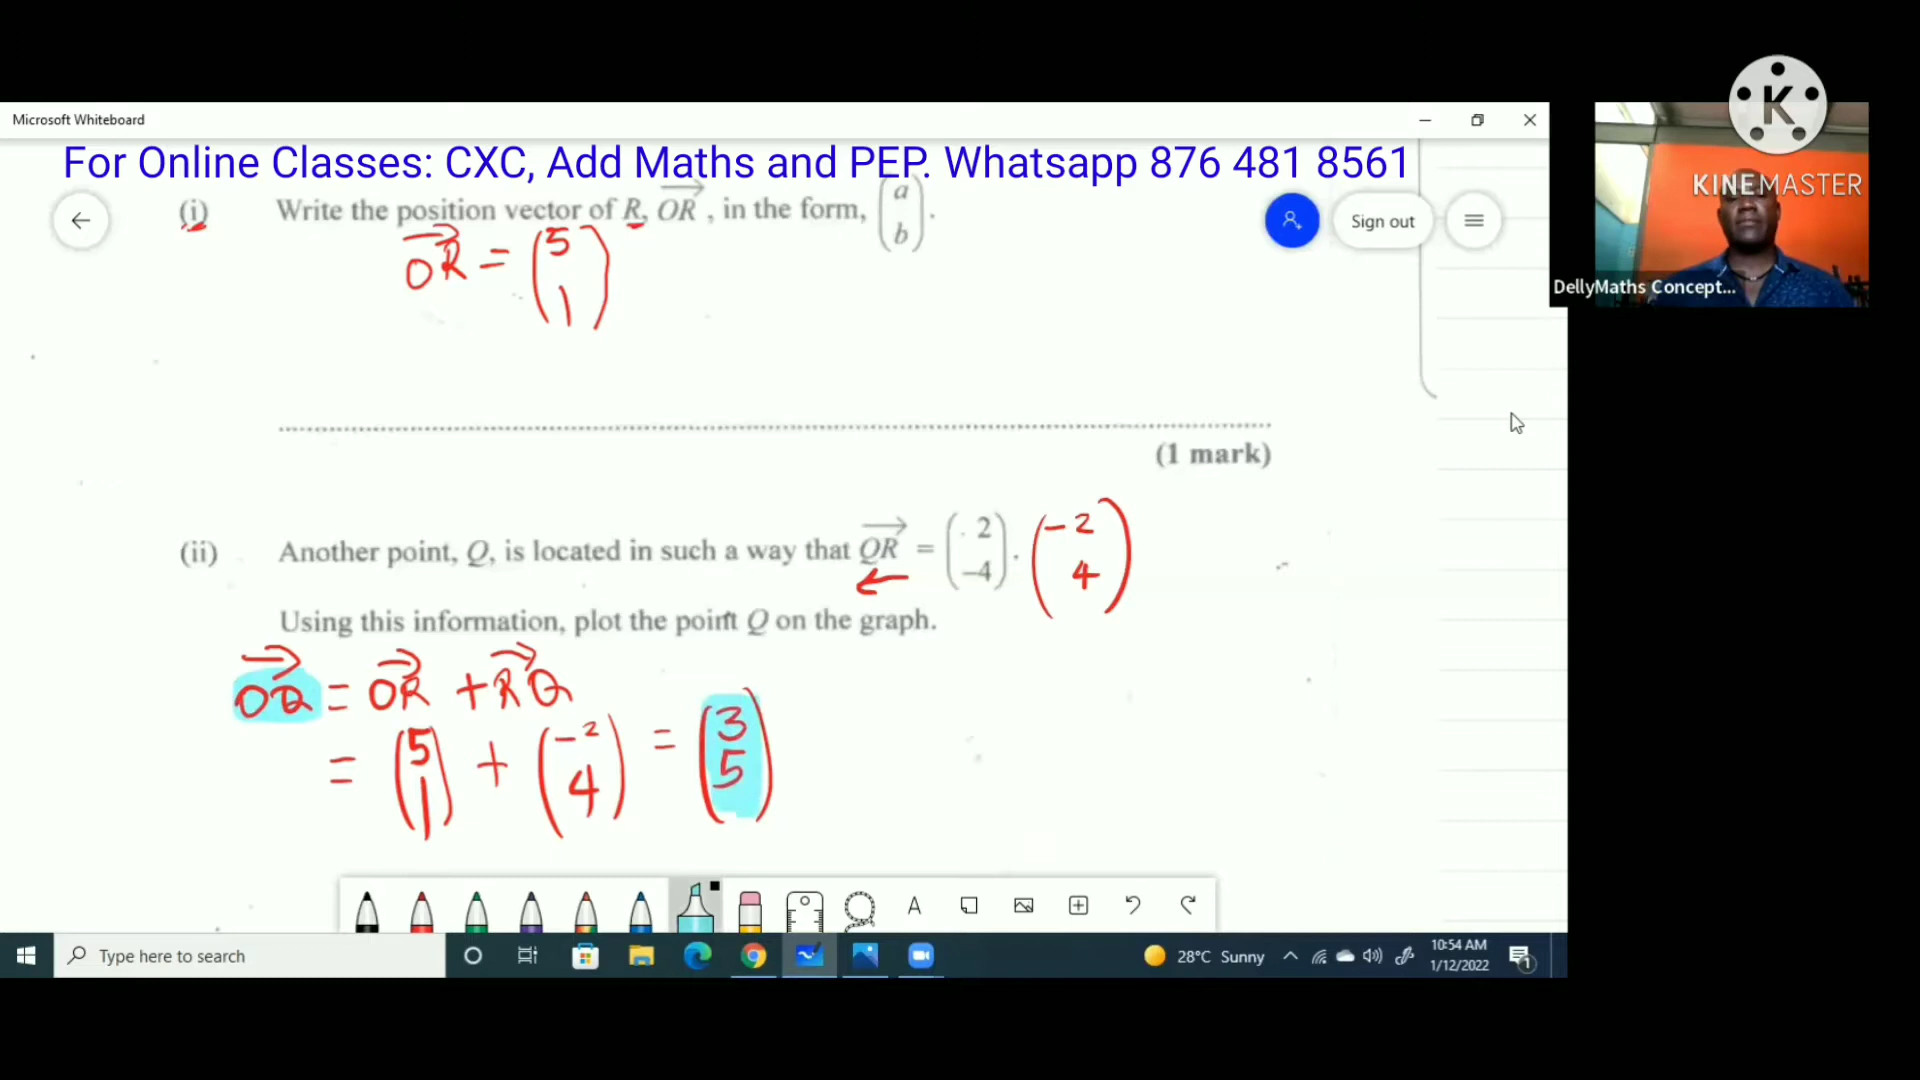 Microsoft Whiteboard
For Online Classes: CXC, Add Maths and PEP. Whatsapp 876 481 8561
K
KINEMASTER
(i) Write the position vector of R, OR, in the form, (a b).
Sign out
OR = (5 1)
DellyMaths Concept...
(1 mark)
(ii) Another point, Q, is located in such a way that QR = (2 -4). (-2 4)
Using this information, plot the point Q on the graph.
OQ = OR + RQ
= (5 1) + (-2 4) = (3 5)
A
Type here to search
28°C Sunny
10:54 AM
1/12/2022
1